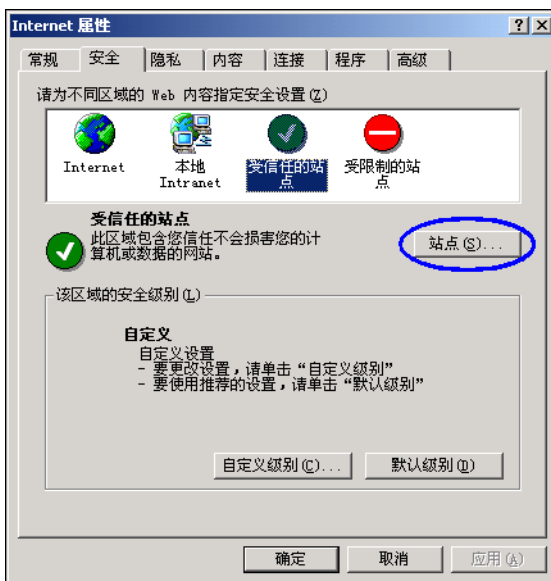 Internet 属性
常规 安全 隐私 内容 连接 程序 高级
请为不同区域的 Web 内容指定安全设置(Z)
Internet 本地 Intranet 受信任的站点 受限制的站点
受信任的站点
此区域包含您信任不会损害您的计
算机或数据的网站。
站点(S)...
该区域的安全级别(L)
自定义
自定义设置
- 要更改设置，请单击“自定义级别”
- 要使用推荐的设置，请单击“默认级别”
自定义级别(C)... 默认级别(D)
确定 取消 应用(A)